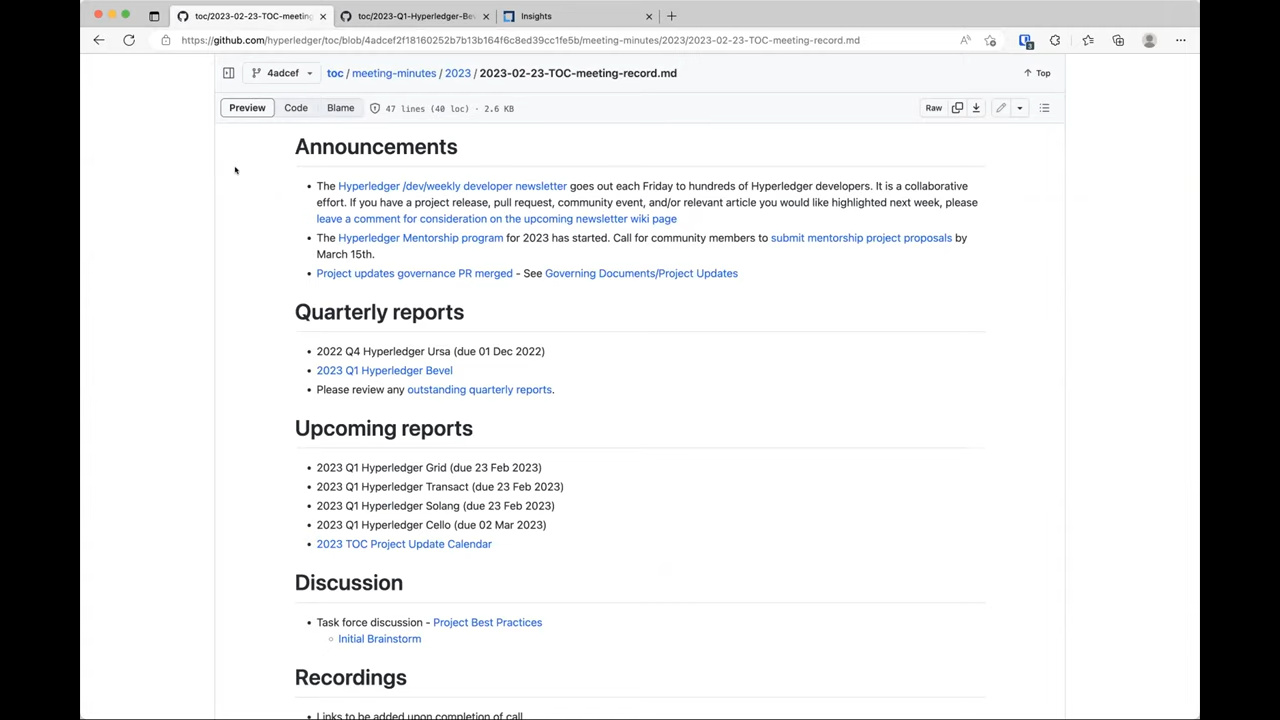 toc/2023-02-23-TOC-meeting-
toc/2023-Q1-Hyperledger-Be
Insights
https://github.com/hyperledger/toc/blob/4adcef2f18160252b7b13b164f6c8ed39cc1fe5b/meeting-minutes/2023/2023-02-23-TOC-meeting-record.md
4adcef
toc / meeting-minutes / 2023 / 2023-02-23-TOC-meeting-record.md
Top
Preview Code Blame 47 lines (40 loc) · 2.6 KB Raw
Announcements
• The Hyperledger /dev/weekly developer newsletter goes out each Friday to hundreds of Hyperledger developers. It is a collaborative
effort. If you have a project release, pull request, community event, and/or relevant article you would like highlighted next week, please
leave a comment for consideration on the upcoming newsletter wiki page
• The Hyperledger Mentorship program for 2023 has started. Call for community members to submit mentorship project proposals by
March 15th.
• Project updates governance PR merged - See Governing Documents/Project Updates
Quarterly reports
• 2022 Q4 Hyperledger Ursa (due 01 Dec 2022)
• 2023 Q1 Hyperledger Bevel
• Please review any outstanding quarterly reports.
Upcoming reports
• 2023 Q1 Hyperledger Grid (due 23 Feb 2023)
• 2023 Q1 Hyperledger Transact (due 23 Feb 2023)
• 2023 Q1 Hyperledger Solang (due 23 Feb 2023)
• 2023 Q1 Hyperledger Cello (due 02 Mar 2023)
• 2023 TOC Project Update Calendar
Discussion
• Task force discussion - Project Best Practices
◦ Initial Brainstorm
Recordings
• Links to be added upon completion of call